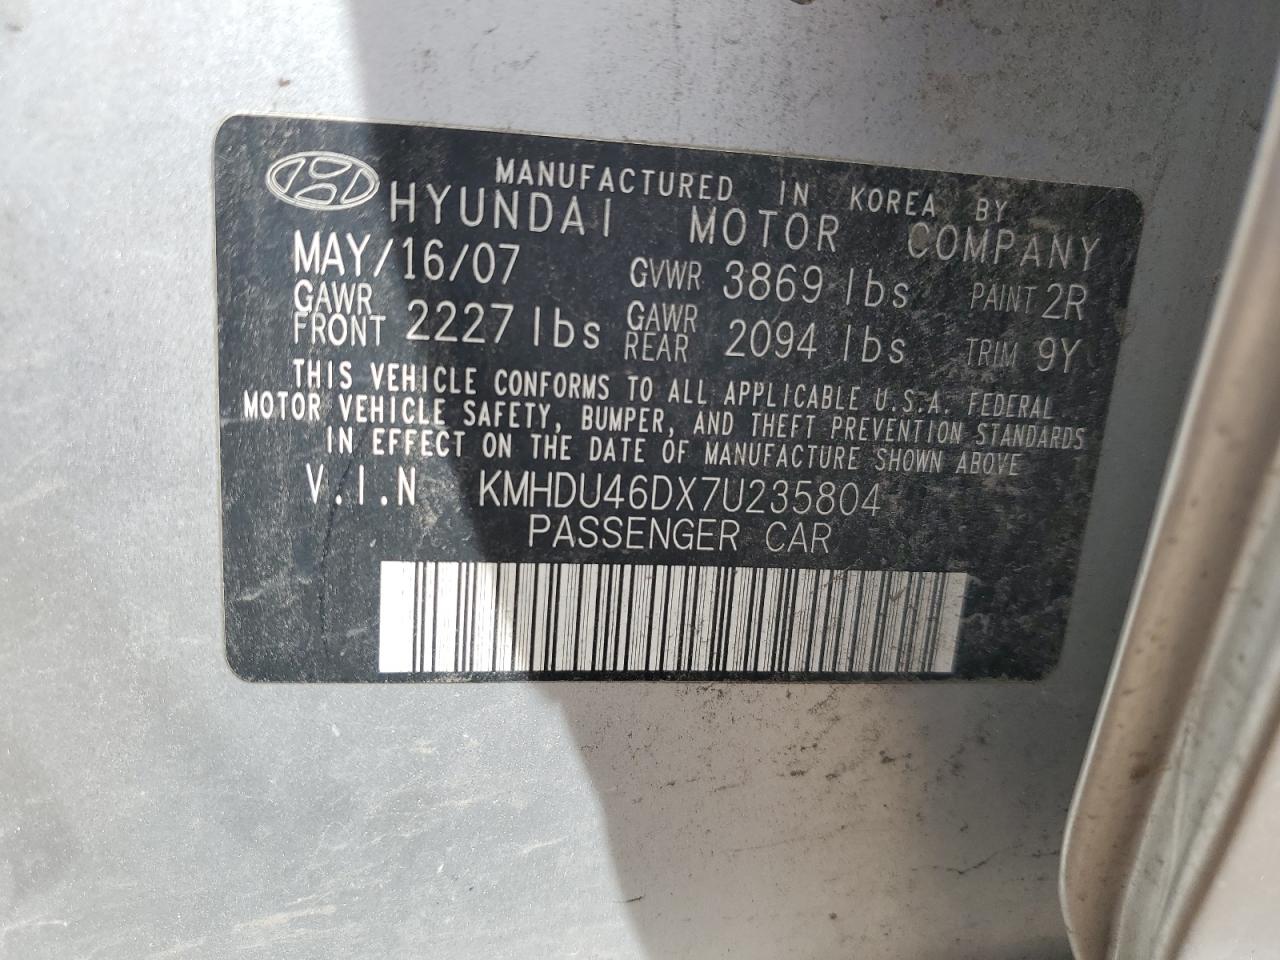 MANUFACTURED IN KOREA BY
HYUNDAI MOTOR COMPANY
MAY/16/07 GVWR 3869 lbs PAINT 2R
GAWR FRONT 2227 lbs GAWR REAR 2094 lbs TRIM 9Y
THIS VEHICLE CONFORMS TO ALL APPLICABLE U.S.A. FEDERAL
MOTOR VEHICLE SAFETY, BUMPER, AND THEFT PREVENTION STANDARDS
IN EFFECT ON THE DATE OF MANUFACTURE SHOWN ABOVE
V.I.N KMHDU46DX7U235804
PASSENGER CAR